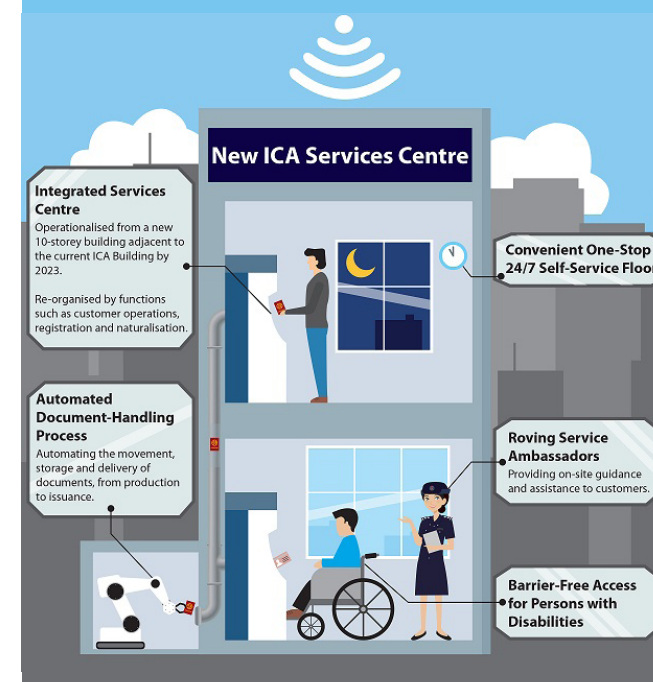 New ICA Services Centre
Integrated Services
Centre
Operationalised from a new
10-storey building adjacent to
the current ICA Building by
2023.
Re-organised by functions
such as customer operations,
registration and naturalisation.
Convenient One-Stop
24/7 Self-Service Floor
Automated
Document-Handling
Process
Automating the movement,
storage and delivery of
documents, from production
to issuance.
Roving Service
Ambassadors
Providing on-site guidance
and assistance to customers.
Barrier-Free Access
for Persons with
Disabilities